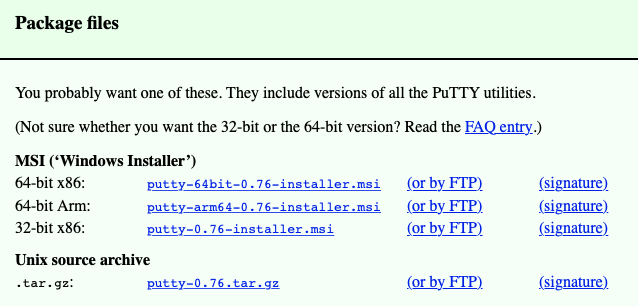 Package files
You probably want one of these. They include versions of all the PuTTY utilities.
(Not sure whether you want the 32-bit or the 64-bit version? Read the FAQ entry.)
MSI (‘Windows Installer’)
64-bit x86: putty-64bit-0.76-installer.msi (or by FTP) (signature)
64-bit Arm: putty-arm64-0.76-installer.msi (or by FTP) (signature)
32-bit x86: putty-0.76-installer.msi (or by FTP) (signature)
Unix source archive
.tar.gz: putty-0.76.tar.gz (or by FTP) (signature)